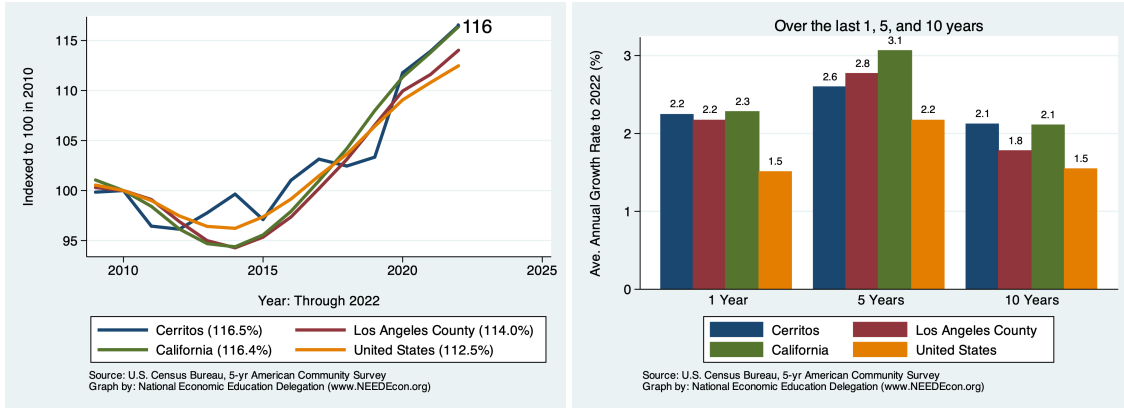 116
115
110
105
100
95
Indexed to 100 in 2010
2010
2015
2020
2025
Year: Through 2022
Cerritos (116.5%)
Los Angeles County (114.0%)
California (116.4%)
United States (112.5%)
Source: U.S. Census Bureau, 5-yr American Community Survey
Graph by: National Economic Education Delegation (www.NEEDEcon.org)
Over the last 1, 5, and 10 years
Ave. Annual Growth Rate to 2022 (%)
3
2
1
0
2.2
2.2
2.3
1.5
2.6
2.8
3.1
2.2
2.1
1.8
2.1
1.5
1 Year
5 Years
10 Years
Cerritos
Los Angeles County
California
United States
Source: U.S. Census Bureau, 5-yr American Community Survey
Graph by: National Economic Education Delegation (www.NEEDEcon.org)